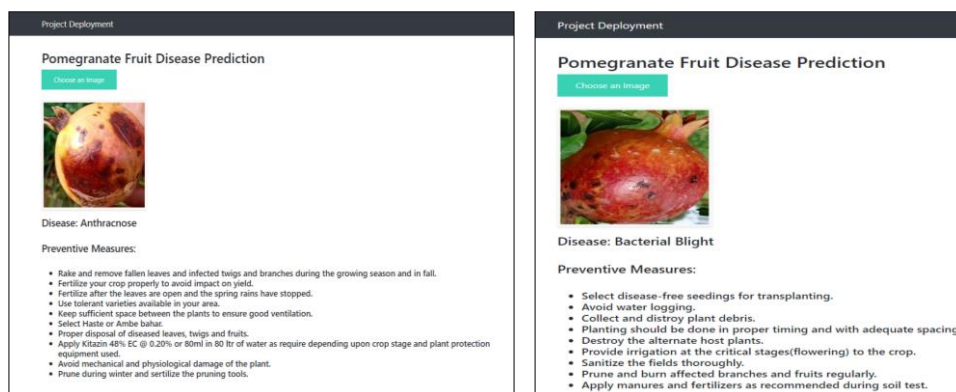 Project Deployment
Pomegranate Fruit Disease Prediction
Choose an Image
Disease: Anthracnose
Preventive Measures:
Rake and remove fallen leaves and infected twigs and branches during the growing season and in fall.
Fertilize your crop properly to avoid impact on yield.
Fertilize after the leaves are open and the spring rains have stopped.
Use tolerant varieties available in your area.
Keep sufficient space between the plants to ensure good ventilation.
Select Haste or Ambe bahar.
Proper disposal of diseased leaves, twigs and fruits.
Apply Kitazin 48% EC @ 0.20% or 80ml in 80 ltr of water as require depending upon crop stage and plant protection
equipment used.
Avoid mechanical and physiological damage of the plant.
Prune during winter and sertilize the pruning tools.
Project Deployment
Pomegranate Fruit Disease Prediction
Choose an Image
Disease: Bacterial Blight
Preventive Measures:
Select disease-free seedings for transplanting.
Avoid water logging.
Collect and distroy plant debris.
Planting should be done in proper timing and with adequate spacing
Destroy the alternate host plants.
Provide irrigation at the critical stages(flowering) to the crop.
Sanitize the fields thoroughly.
Prune and burn affected branches and fruits regularly.
Apply manures and fertilizers as recommended during soil test.